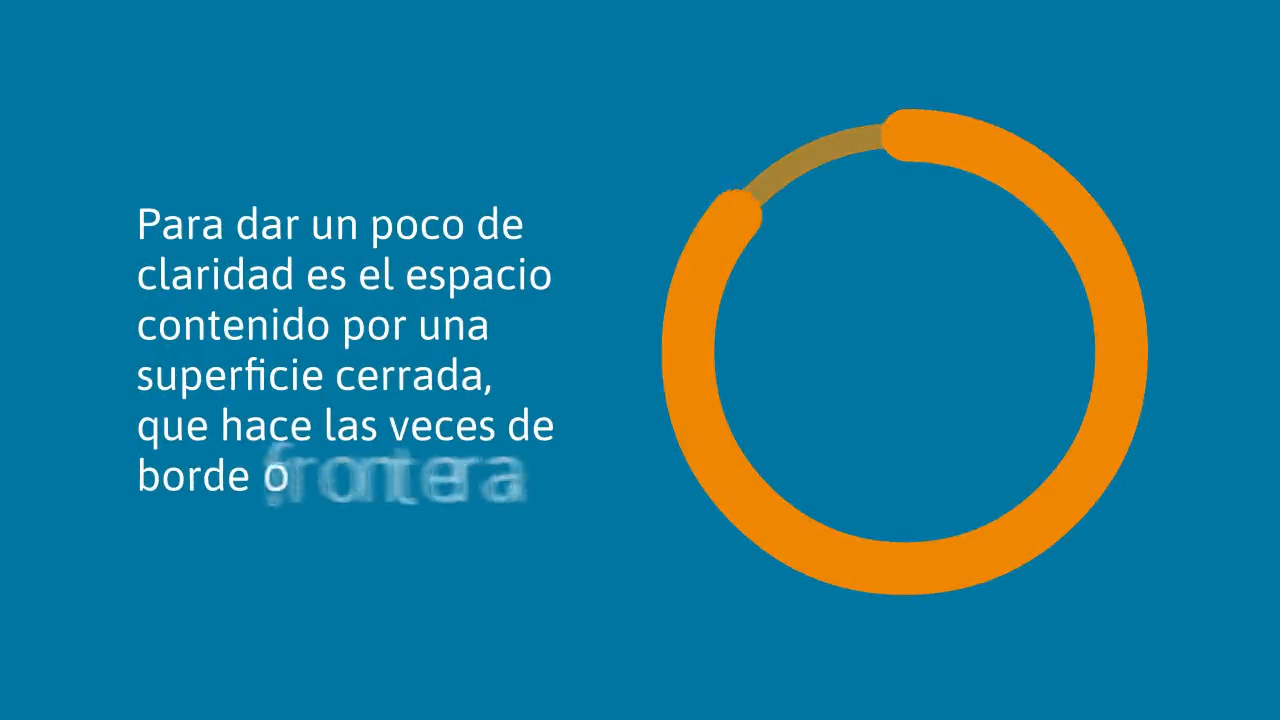 Para dar un poco de
claridad es el espacio
contenido por una
superficie cerrada,
que hace las veces de
borde o frontera